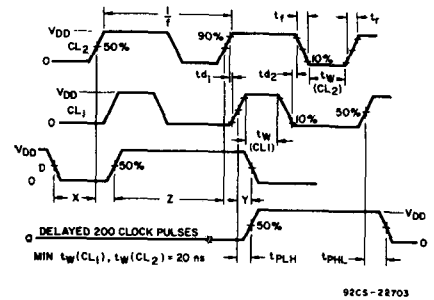 1/f
tf
tr
VDD
CL2
50%
90%
10%
0
td1
td2
tW
(CL2)
VDD
CL1
50%
tW
(CL1)
10%
0
VDD
D
50%
0
X
Z
Y
VDD
50%
Q
DELAYED 200 CLOCK PULSES
0
tPLH
tPHL
MIN tW(CL1), tW(CL2) = 20 ns
92CS-22703